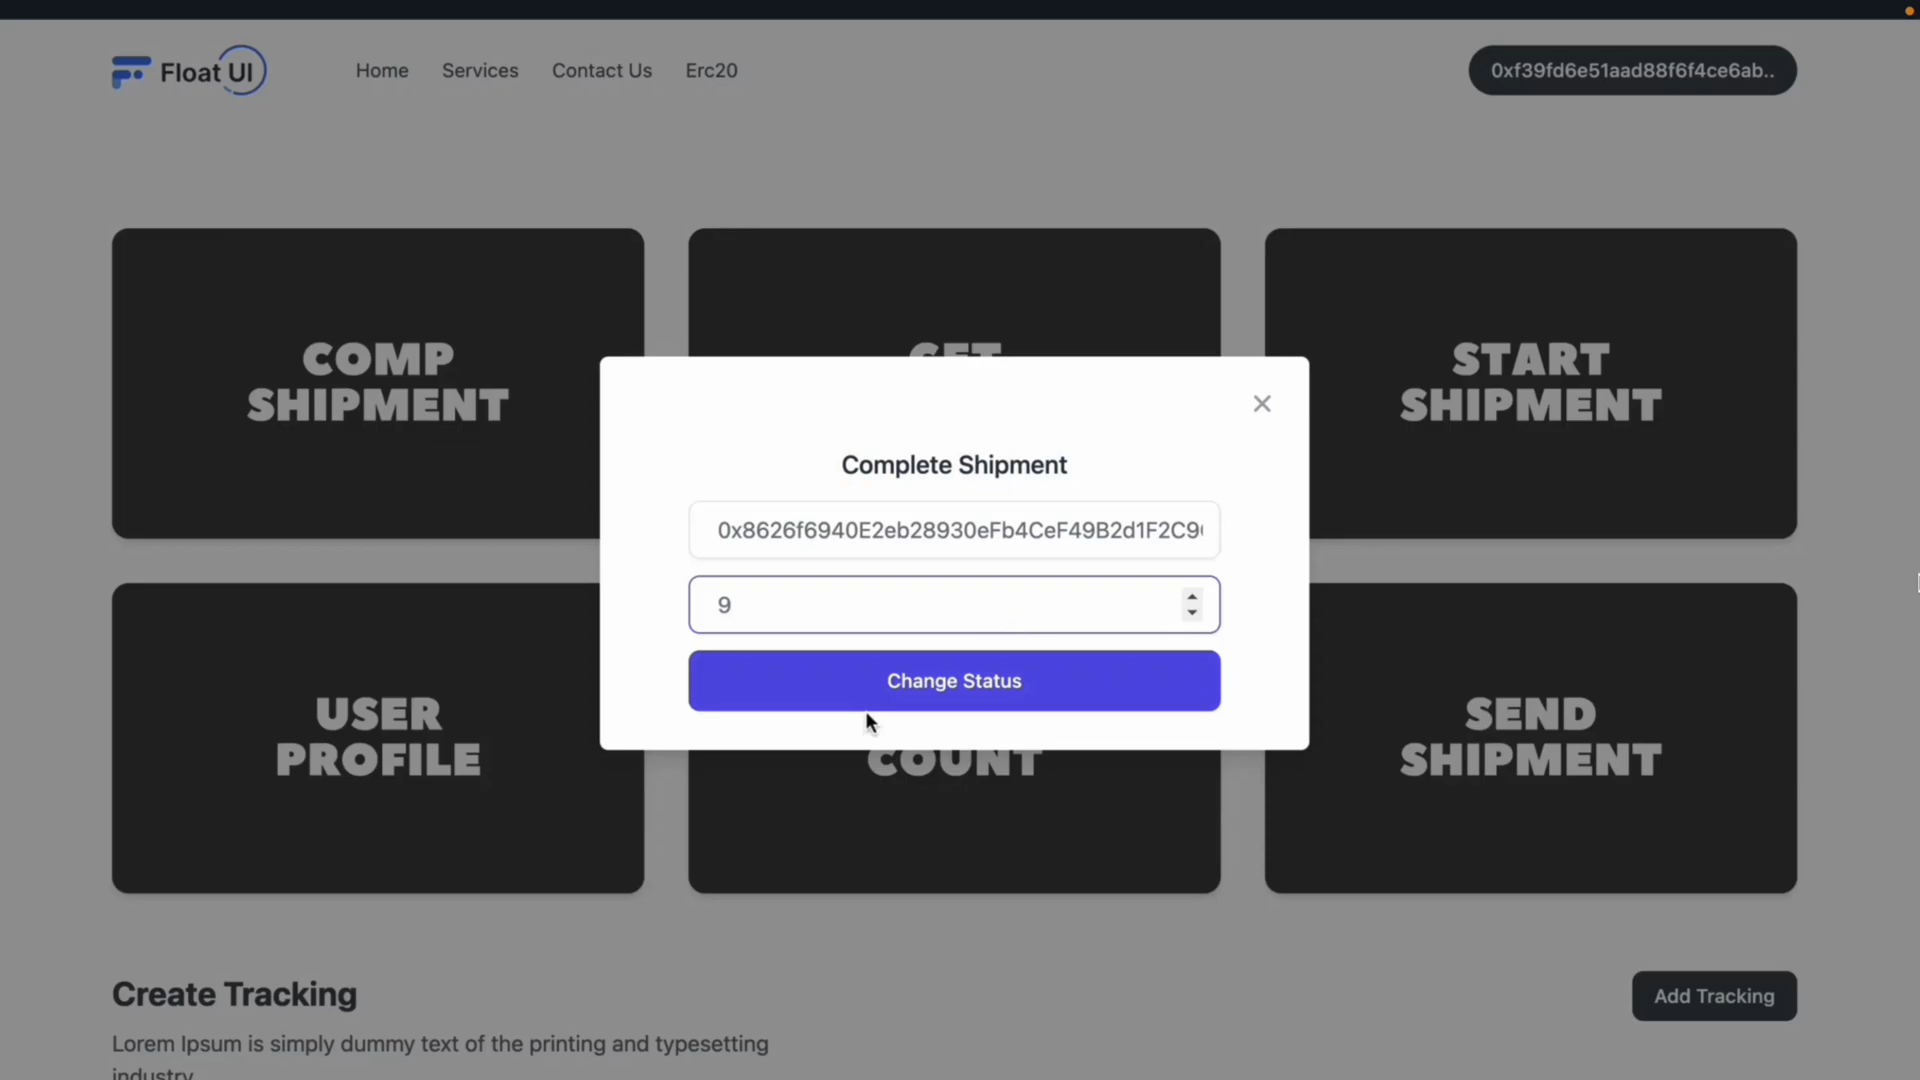 Float UI
Home
Services
Contact Us
Erc20
0xf39fd6e51aad88f6f4ce6ab..
COMP
SHIPMENT
START
SHIPMENT
Complete Shipment
0x8626f6940E2eb28930eFb4CeF49B2d1F2C9
9
Change Status
USER
PROFILE
COUNT
SEND
SHIPMENT
Create Tracking
Add Tracking
Lorem Ipsum is simply dummy text of the printing and typesetting
industry.